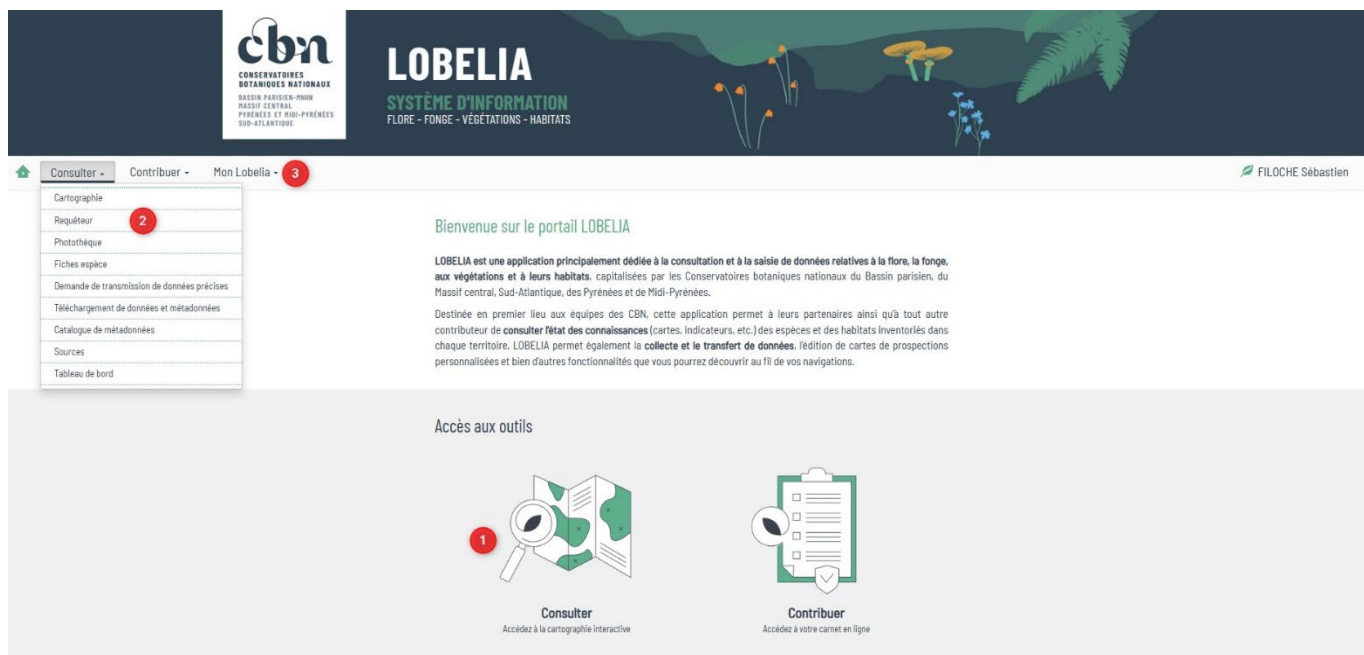 cbn
CONSERVATOIRES
BOTANIQUES NATIONAUX
BASSIN PARISIEN-MNHN
MASSIF CENTRAL
PYRÉNÉES ET MIDI-PYRÉNÉES
SUD-ATLANTIQUE
LOBELIA
SYSTÈME D'INFORMATION
FLORE - FONGE - VÉGÉTATIONS - HABITATS
Consulter
Contribuer
Mon Lobelia
3
FILOCHE Sébastien
Cartographie
Requêteur
2
Photothèque
Fiches espèce
Demande de transmission de données précises
Téléchargement de données et métadonnées
Catalogue de métadonnées
Sources
Tableau de bord
Bienvenue sur le portail LOBELIA
LOBELIA est une application principalement dédiée à la consultation et à la saisie de données relatives à la flore, la fonge,
aux végétations et à leurs habitats, capitalisées par les Conservatoires botaniques nationaux du Bassin parisien, du
Massif central, Sud-Atlantique, des Pyrénées et de Midi-Pyrénées.
Destinée en premier lieu aux équipes des CBN, cette application permet à leurs partenaires ainsi qu'à tout autre
contributeur de consulter l'état des connaissances (cartes, indicateurs, etc.) des espèces et des habitats inventoriés dans
chaque territoire. LOBELIA permet également la collecte et le transfert de données, l'édition de cartes de prospections
personnalisées et bien d'autres fonctionnalités que vous pourrez découvrir au fil de vos navigations.
Accès aux outils
1
Consulter
Accédez à la cartographie interactive
Contribuer
Accédez à votre carnet en ligne